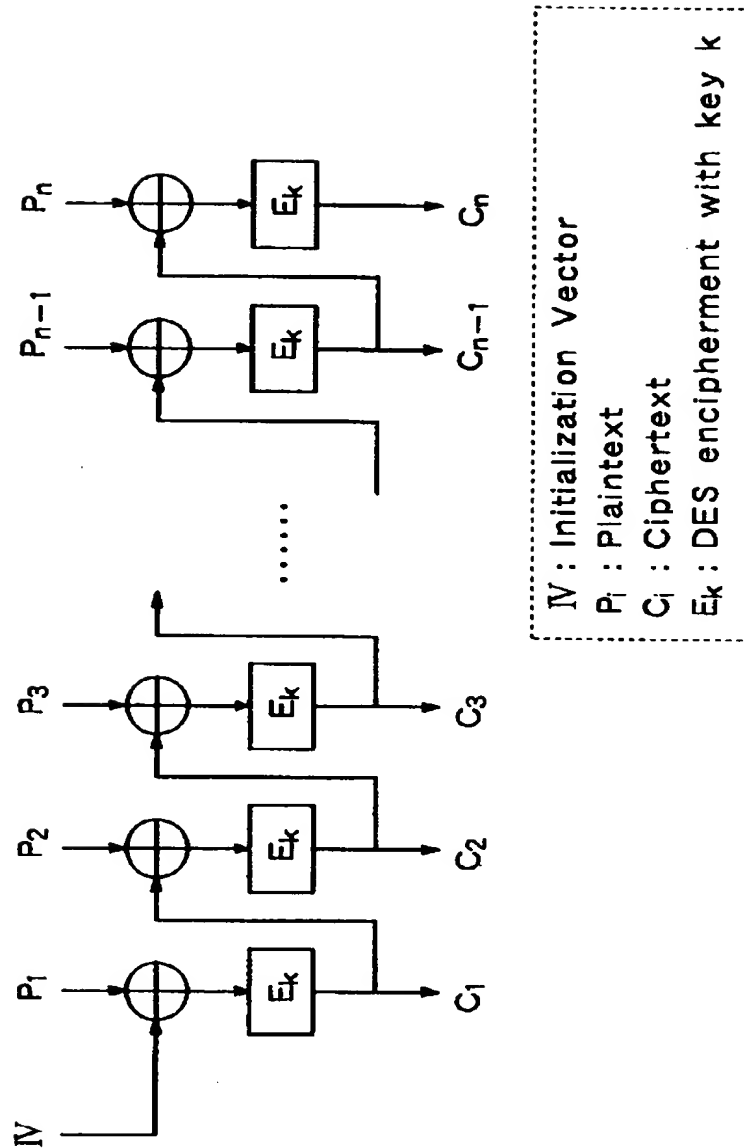 IV P1 P2 P3 Pn−1 Pn
Ek Ek Ek ...... Ek Ek
C1 C2 C3 Cn−1 Cn
IV : Initialization Vector
Pi : Plaintext
Ci : Ciphertext
Ek : DES encipherment with key k